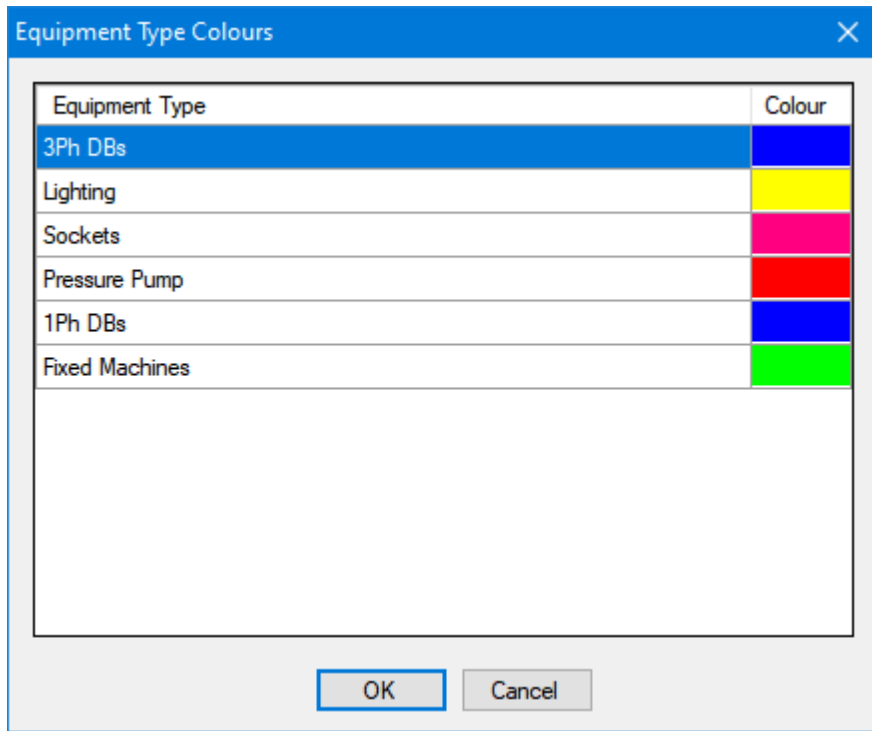 Equipment Type Colours
Equipment Type Colour
3Ph DBs
Lighting
Sockets
Pressure Pump
1Ph DBs
Fixed Machines
OK Cancel